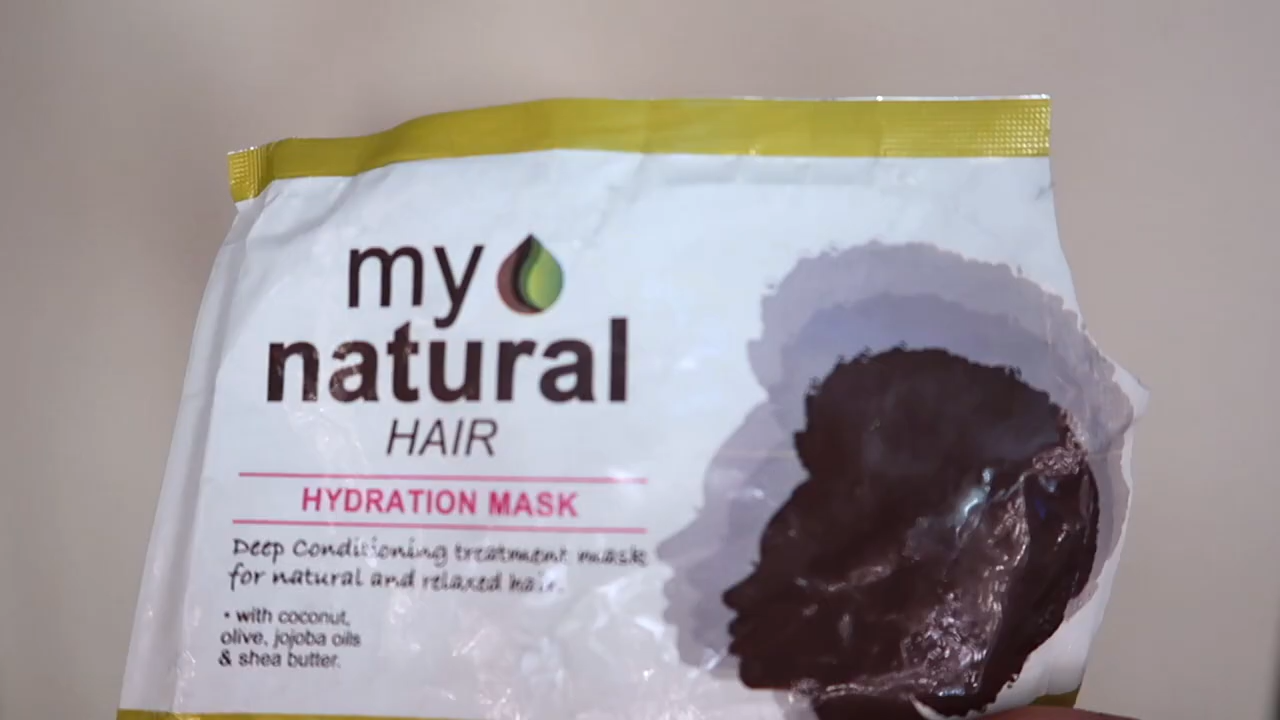 my
natural
HAIR
HYDRATION MASK
Deep Conditioning treatment mask
for natural and relaxed hair.
• with coconut,
olive, jojoba oils
& shea butter.